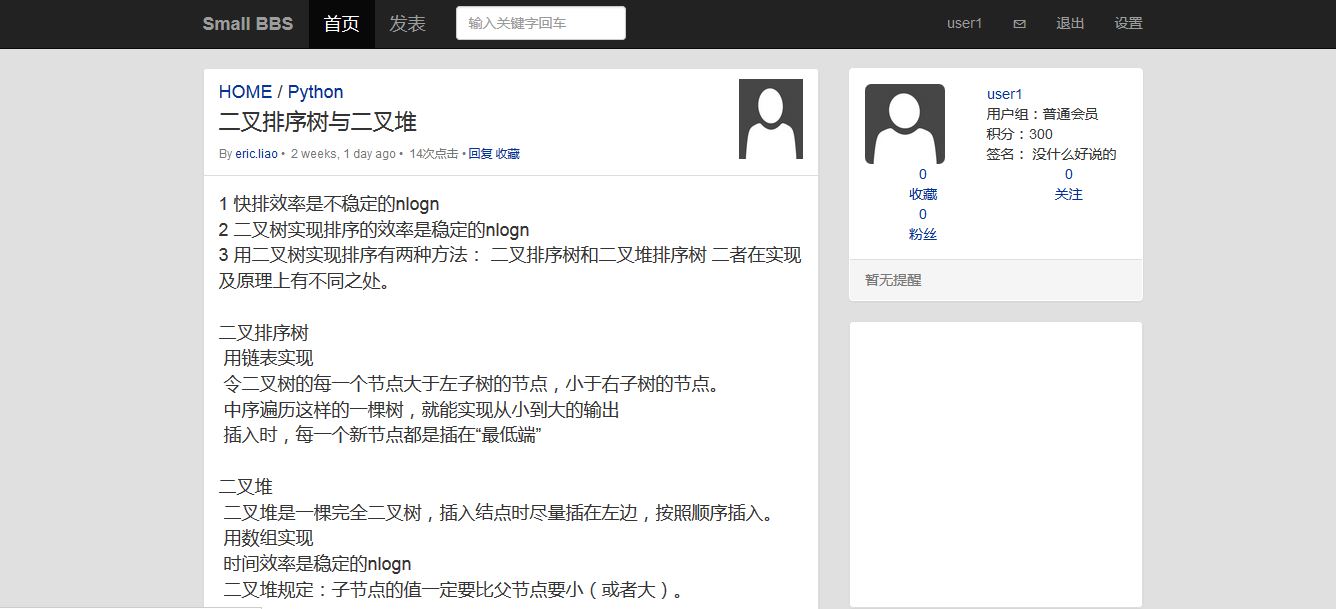 Small BBS 首页 发表 输入关键字回车 user1 退出 设置
HOME / Python
二叉排序树与二叉堆
By eric.liao • 2 weeks, 1 day ago • 14次点击 • 回复 收藏
1 快排效率是不稳定的nlogn
2 二叉树实现排序的效率是稳定的nlogn
3 用二叉树实现排序有两种方法： 二叉排序树和二叉堆排序树 二者在实现
及原理上有不同之处。
二叉排序树
用链表实现
令二叉树的每一个节点大于左子树的节点，小于右子树的节点。
中序遍历这样的一棵树，就能实现从小到大的输出
插入时，每一个新节点都是插在“最低端”
二叉堆
二叉堆是一棵完全二叉树，插入结点时尽量插在左边，按照顺序插入。
用数组实现
时间效率是稳定的nlogn
二叉堆规定：子节点的值一定要比父节点要小（或者大）。
user1
用户组：普通会员
积分：300
签名： 没什么好说的
0 0
收藏 关注
0
粉丝
暂无提醒